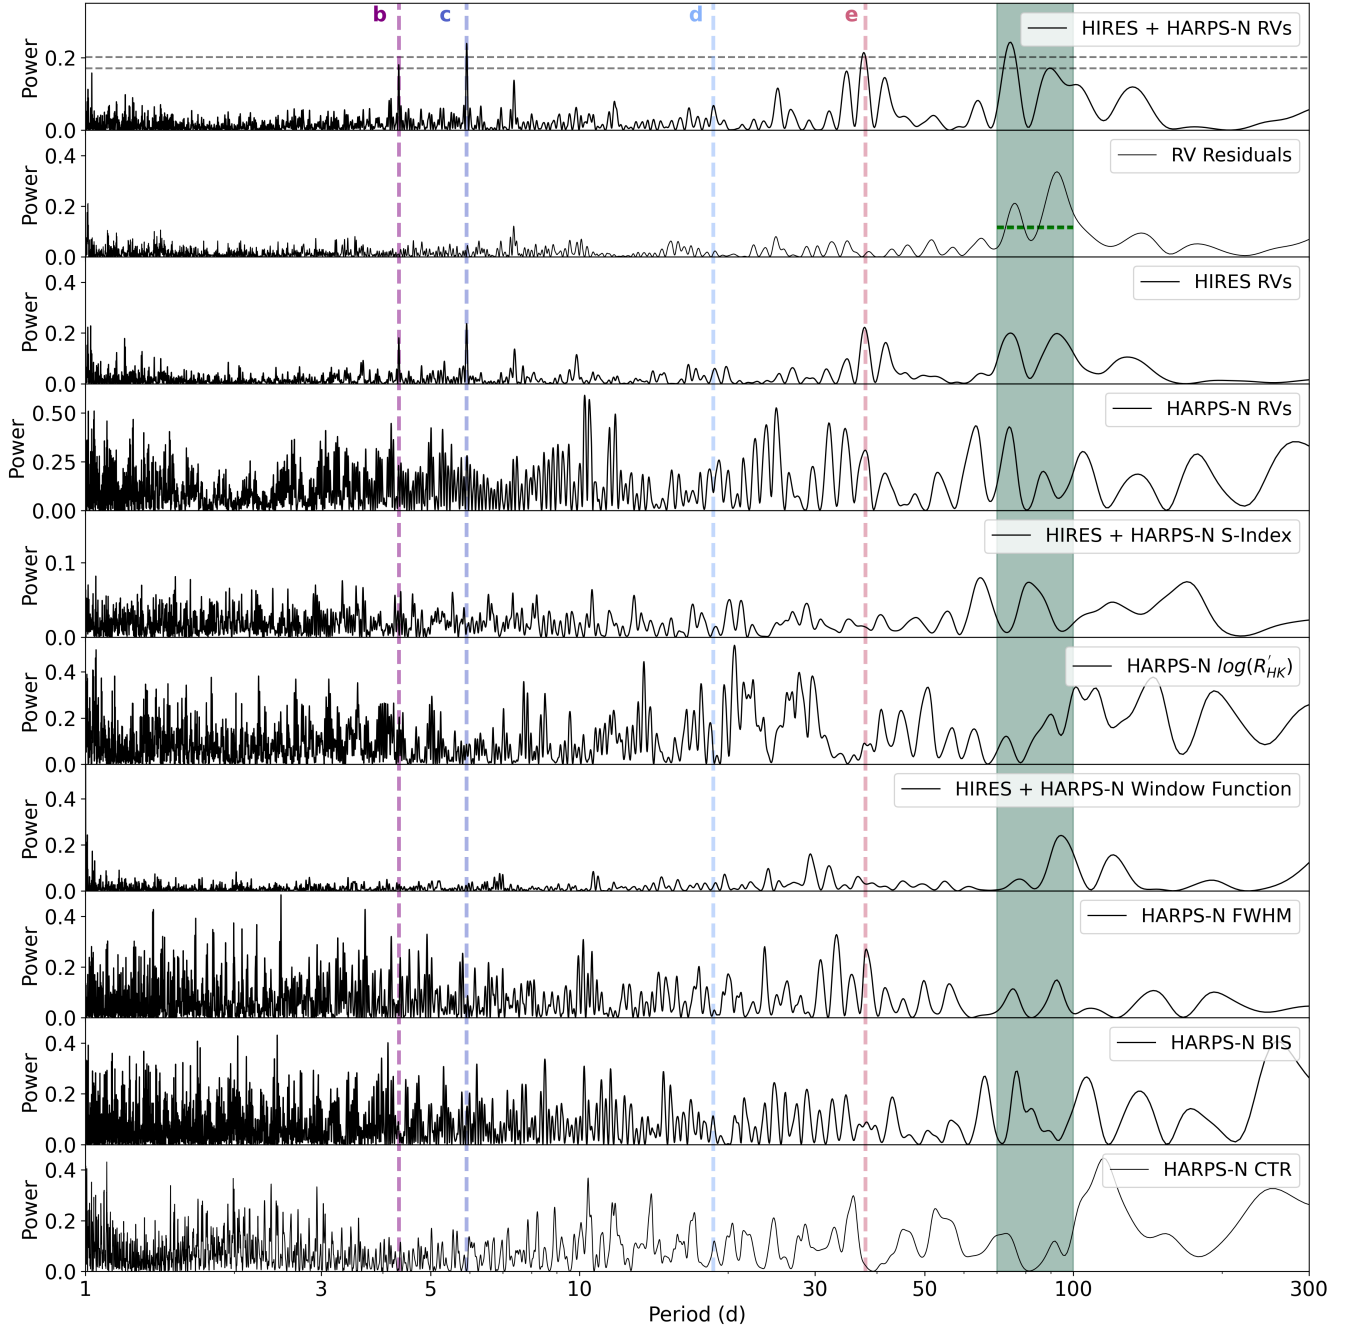 b c d e
HIRES + HARPS-N RVs
0.2
0.0
Power
RV Residuals
0.4
0.2
0.0
Power
HIRES RVs
0.4
0.2
0.0
Power
HARPS-N RVs
0.50
0.25
0.00
Power
HIRES + HARPS-N S-Index
0.1
0.0
Power
HARPS-N log(R'HK)
0.4
0.2
0.0
Power
HIRES + HARPS-N Window Function
0.4
0.2
0.0
Power
HARPS-N FWHM
0.4
0.2
0.0
Power
HARPS-N BIS
0.4
0.2
0.0
Power
HARPS-N CTR
0.4
0.2
0.0
Power
1 3 5 10 30 50 100 300
Period (d)